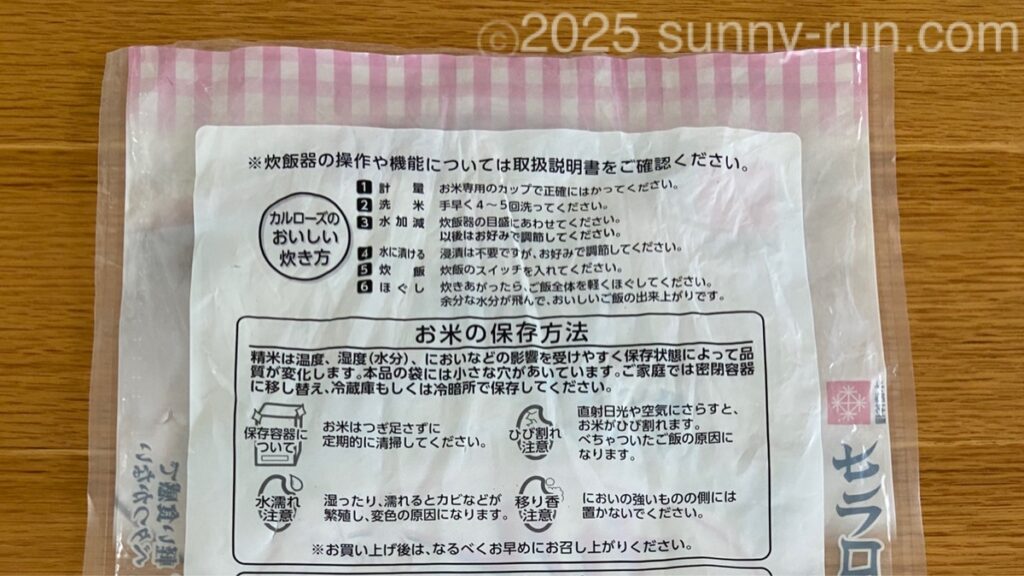 ©2025 sunny-run.com
※炊飯器の操作や機能については取扱説明書をご確認ください。
カルローズの
おいしい
炊き方
1 計量 お米専用のカップで正確にはかってください。
2 洗米 手早く4～5回洗ってください。
3 水加減 炊飯器の目盛にあわせてください。
以後はお好みで調節してください。
4 水に漬ける 浸漬は不要ですが、お好みで調節してください。
5 炊飯 炊飯のスイッチを入れてください。
6 ほぐし 炊きあがったら、ご飯全体を軽くほぐしてください。
余分な水分が飛んで、おいしいご飯の出来上がりです。
お米の保存方法
精米は温度、湿度(水分)、においなどの影響を受けやすく保存状態によって品
質が変化します。本品の袋には小さな穴があいています。ご家庭では密閉容器
に移し替え、冷蔵庫もしくは冷暗所で保存してください。
保存容器に
ついて
お米はつぎ足さずに
定期的に清掃してください。
ひび割れ
注意
直射日光や空気にさらすと、
お米がひび割れます。
べちゃついたご飯の原因に
なります。
水濡れ
注意
湿ったり、濡れるとカビなどが
繁殖し、変色の原因になります。
移り香
注意
においの強いものの側には
置かないでください。
※お買い上げ後は、なるべくお早めにお召し上がりください。